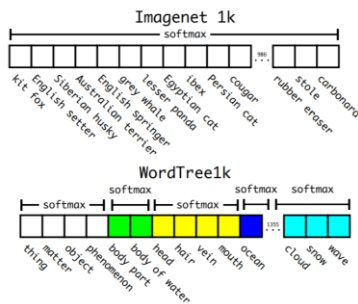 Imagenet 1k
softmax
986
kit fox
English setter
Siberian husky
Australian terrier
English Springer
grey whale
lesser panda
Egyptian cat
ibex
Persian cat
cougar
rubber eraser
stole
carbonara
WordTree1k
softmax softmax softmax softmax softmax
1355
thing
matter
object
phenomenon
body part
body of water
head
hair
vein
mouth
ocean
cloud
snow
wave